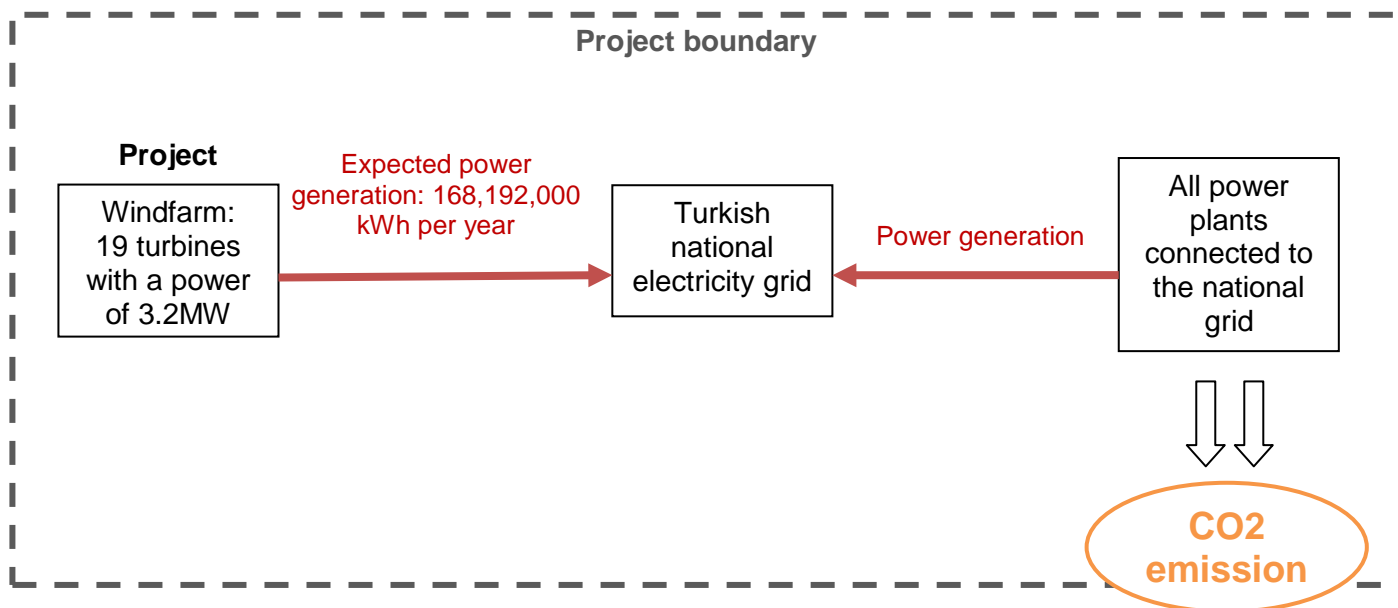 Project boundary
Project
Windfarm:
19 turbines
with a power
of 3.2MW
Expected power
generation: 168,192,000
kWh per year
Turkish
national
electricity grid
Power generation
All power
plants
connected to
the national
grid
CO2
emission